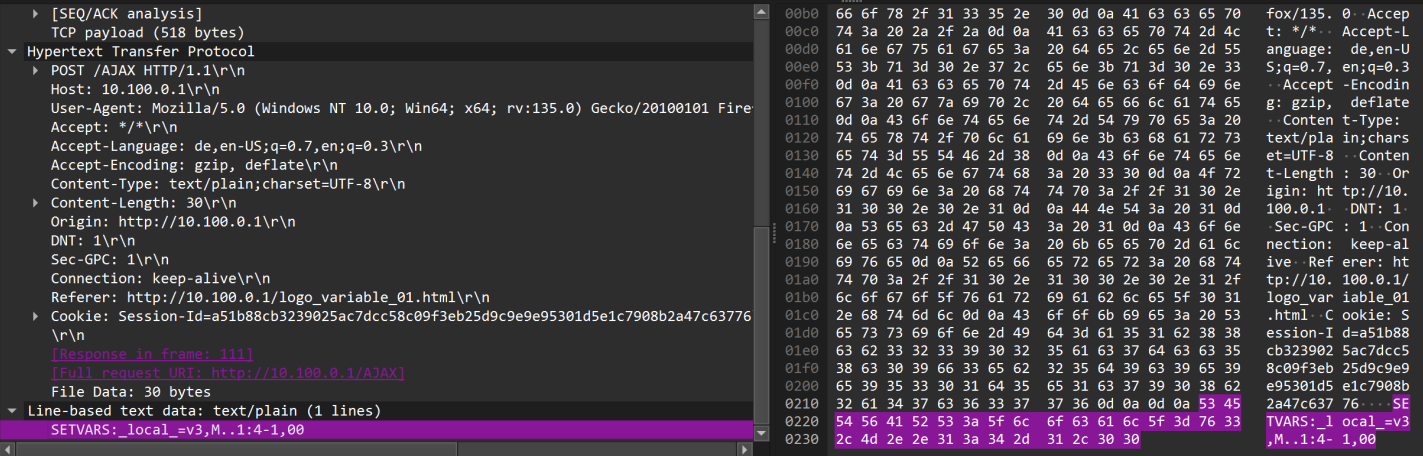 [SEQ/ACK analysis]
TCP payload (518 bytes)
Hypertext Transfer Protocol
POST /AJAX HTTP/1.1\r\n
Host: 10.100.0.1\r\n
User-Agent: Mozilla/5.0 (Windows NT 10.0; Win64; x64; rv:135.0) Gecko/20100101 Fire
Accept: */*\r\n
Accept-Language: de,en-US;q=0.7,en;q=0.3\r\n
Accept-Encoding: gzip, deflate\r\n
Content-Type: text/plain;charset=UTF-8\r\n
Content-Length: 30\r\n
Origin: http://10.100.0.1\r\n
DNT: 1\r\n
Sec-GPC: 1\r\n
Connection: keep-alive\r\n
Referer: http://10.100.0.1/logo_variable_01.html\r\n
Cookie: Session-Id=a51b88cb3239025ac7dcc58c09f3eb25d9c9e9e95301d5e1c7908b2a47c63776
\r\n
[Response in frame: 111]
[Full request URI: http://10.100.0.1/AJAX]
File Data: 30 bytes
Line-based text data: text/plain (1 lines)
SETVARS:_local_=v3,M..1:4-1,00
00b0 66 6f 78 2f 31 33 35 2e 30 0d 0a 41 63 63 65 70 fox/135.0··Accep
00c0 74 3a 20 2a 2f 2a 0d 0a 41 63 63 65 70 74 2d 4c t: */*··Accept-L
00d0 61 6e 67 75 61 67 65 3a 20 64 65 2c 65 6e 2d 55 anguage: de,en-U
00e0 53 3b 71 3d 30 2e 37 2c 65 6e 3b 71 3d 30 2e 33 S;q=0.7,en;q=0.3
00f0 0d 0a 41 63 63 65 70 74 2d 45 6e 63 6f 64 69 6e ··Accept-Encodin
0100 67 3a 20 67 7a 69 70 2c 20 64 65 66 6c 61 74 65 g: gzip, deflate
0110 0d 0a 43 6f 6e 74 65 6e 74 2d 54 79 70 65 3a 20 ··Content-Type: 
0120 74 65 78 74 2f 70 6c 61 69 6e 3b 63 68 61 72 73 text/plain;chars
0130 65 74 3d 55 54 46 2d 38 0d 0a 43 6f 6e 74 65 6e et=UTF-8··Conten
0140 74 2d 4c 65 6e 67 74 68 3a 20 33 30 0d 0a 4f 72 t-Length: 30··Or
0150 69 67 69 6e 3a 20 68 74 74 70 3a 2f 2f 31 30 2e igin: http://10.
0160 31 30 30 2e 30 2e 31 0d 0a 44 4e 54 3a 20 31 0d 100.0.1··DNT: 1·
0170 0a 53 65 63 2d 47 50 43 3a 20 31 0d 0a 43 6f 6e ·Sec-GPC: 1··Con
0180 6e 65 63 74 69 6f 6e 3a 20 6b 65 65 70 2d 61 6c nection: keep-al
0190 69 76 65 0d 0a 52 65 66 65 72 65 72 3a 20 68 74 ive··Referer: ht
01a0 74 70 3a 2f 2f 31 30 2e 31 30 30 2e 30 2e 31 2f tp://10.100.0.1/
01b0 6c 6f 67 6f 5f 76 61 72 69 61 62 6c 65 5f 30 31 logo_variable_01
01c0 2e 68 74 6d 6c 0d 0a 43 6f 6f 6b 69 65 3a 20 53 .html··Cookie: S
01d0 65 73 73 69 6f 6e 2d 49 64 3d 61 35 31 62 38 38 ession-Id=a51b88
01e0 63 62 33 32 33 39 30 32 35 61 63 37 64 63 63 35 cb3239025ac7dcc5
01f0 38 63 30 39 66 33 65 62 32 35 64 39 63 39 65 39 8c09f3eb25d9c9e9
0200 65 39 35 33 30 31 64 35 65 31 63 37 39 30 38 62 e95301d5e1c7908b
0210 32 61 34 37 63 36 33 37 37 36 0d 0a 0d 0a 53 45 2a47c63776····SE
0220 54 56 41 52 53 3a 5f 6c 6f 63 61 6c 5f 3d 76 33 TVARS:_local_=v3
0230 2c 4d 2e 2e 31 3a 34 2d 31 2c 30 30 ,M..1:4-1,00